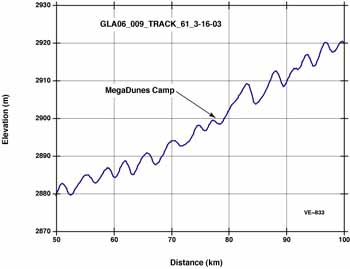 GLA06_009_TRACK_61_3-16-03
2930
2920
2910
2900
2890
2880
2870
Elevation (m)
MegaDunes Camp
VE=833
50 60 70 80 90 100
Distance (km)